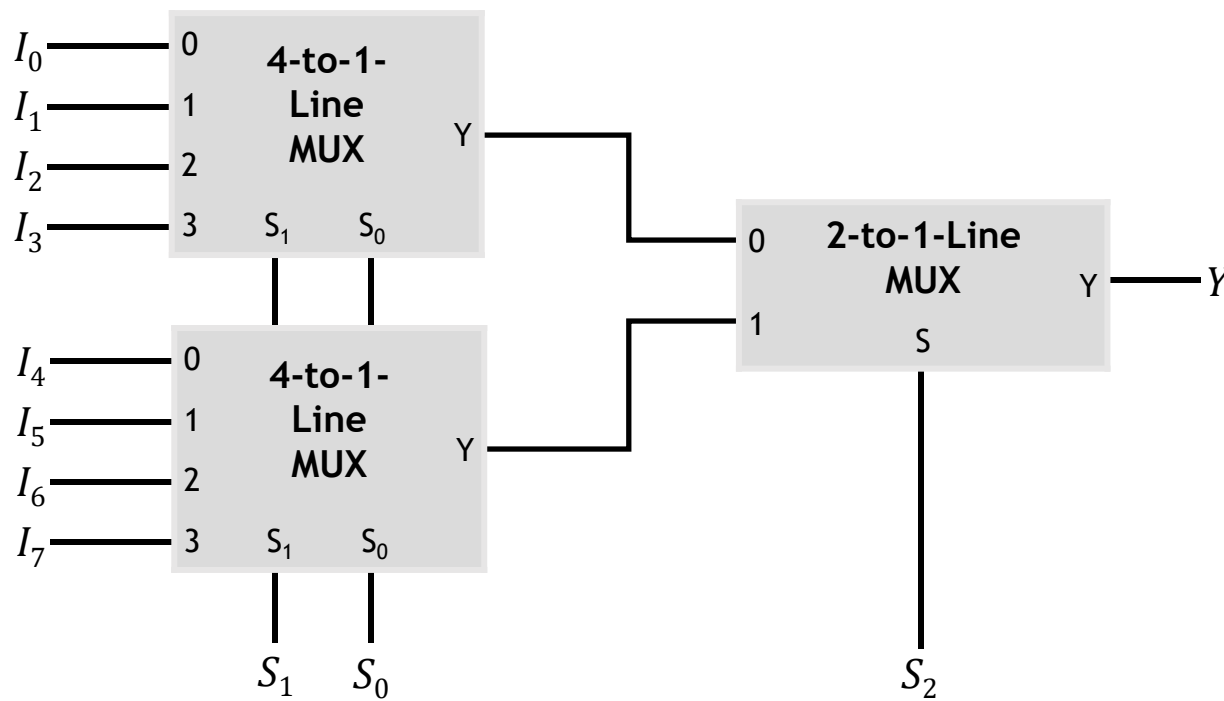 I0
0
4-to-1-
Line
MUX
I1
1
Y
I2
2
I3
3
S1
S0
2-to-1-Line
MUX
0
Y
Y
1
S
I4
0
4-to-1-
Line
MUX
I5
1
Y
I6
2
I7
3
S1
S0
S1
S0
S2